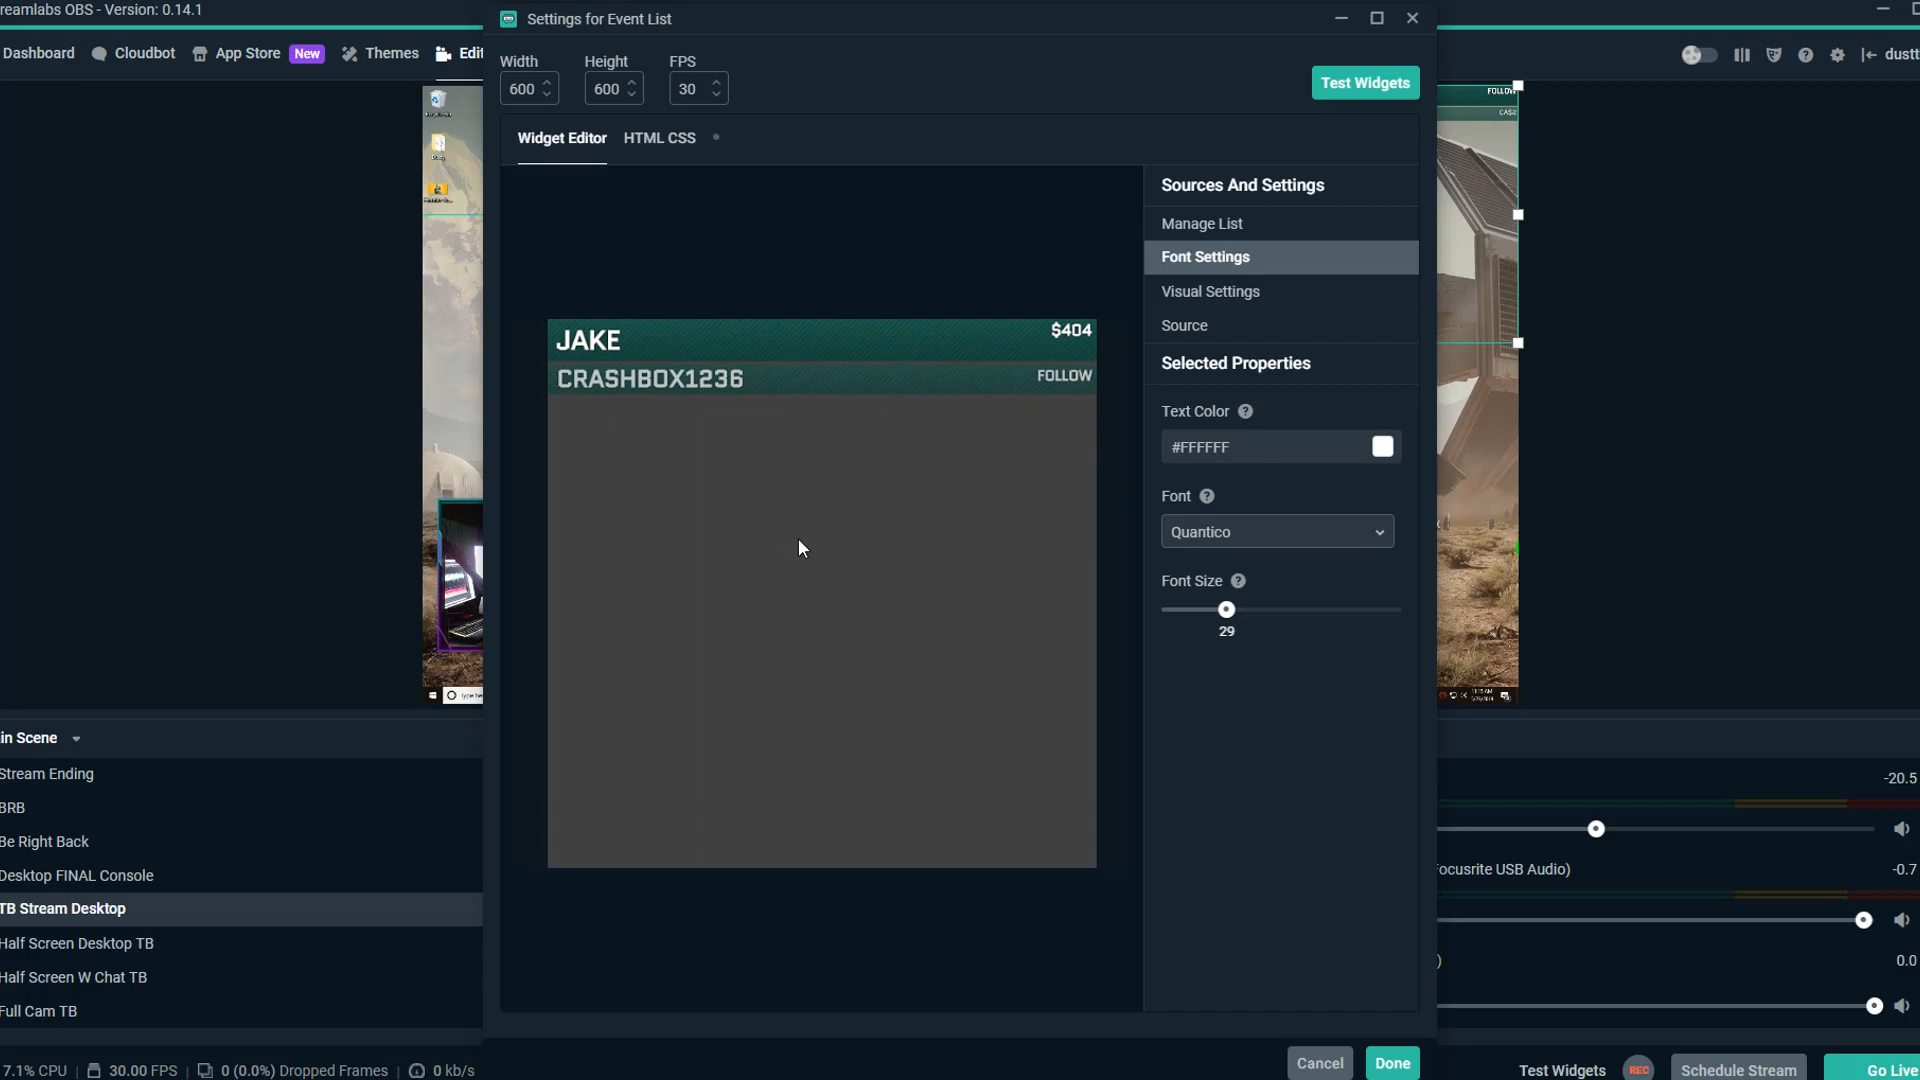 reamlabs OBS - Version: 0.14.1
Settings for Event List
Dashboard
Cloudbot
App Store
New
Themes
Edit
dustt
Width
Height
FPS
600
600
30
Test Widgets
Widget Editor
HTML CSS
Sources And Settings
Manage List
Font Settings
Visual Settings
Source
Selected Properties
Text Color
#FFFFFF
Font
Quantico
Font Size
29
JAKE
$404
CRASHBOX1236
FOLLOW
FOLLOW
in Scene
Stream Ending
BRB
Be Right Back
Desktop FINAL Console
TB Stream Desktop
Half Screen Desktop TB
Half Screen W Chat TB
Full Cam TB
-20.5
Focusrite USB Audio)
-0.7
)
0.0
Cancel
Done
7.1% CPU
30.00 FPS
0 (0.0%) Dropped Frames
0 kb/s
Test Widgets
REC
Schedule Stream
Go Live